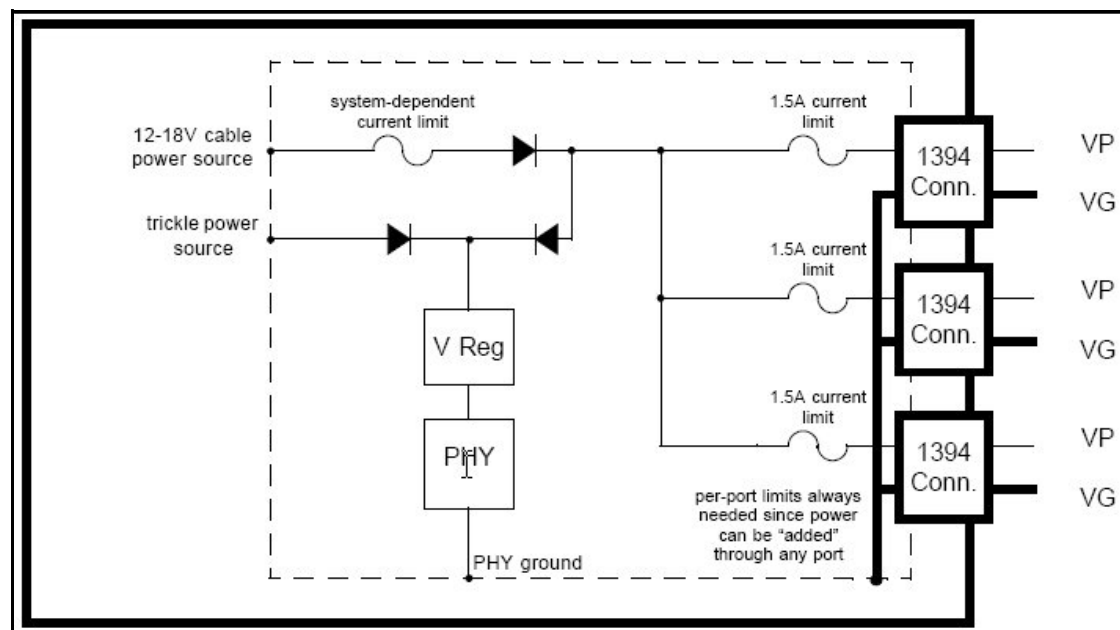 system-dependent
current limit
1.5A current
limit
12-18V cable
power source
1394
Conn.
VP
VG
trickle power
source
1.5A current
limit
1394
Conn.
VP
VG
V Reg
1.5A current
limit
PHY
1394
Conn.
VP
VG
per-port limits always
needed since power
can be "added"
through any port
PHY ground